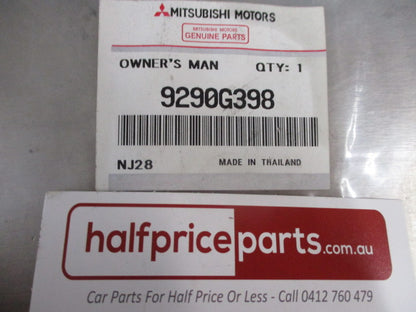 MITSUBISHI MOTORS
MITSUBISHI MOTORS
GENUINE PARTS
OWNER'S MAN QTY: 1
9290G398
NJ28 MADE IN THAILAND
halfpriceparts.com.au
Car Parts For Half Price Or Less - Call 0412 760 479